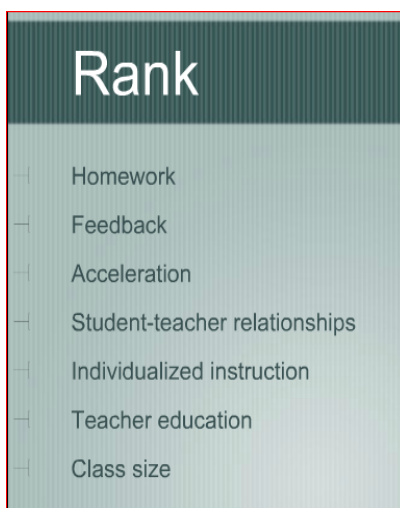 Rank
Homework
Feedback
Acceleration
Student-teacher relationships
Individualized instruction
Teacher education
Class size